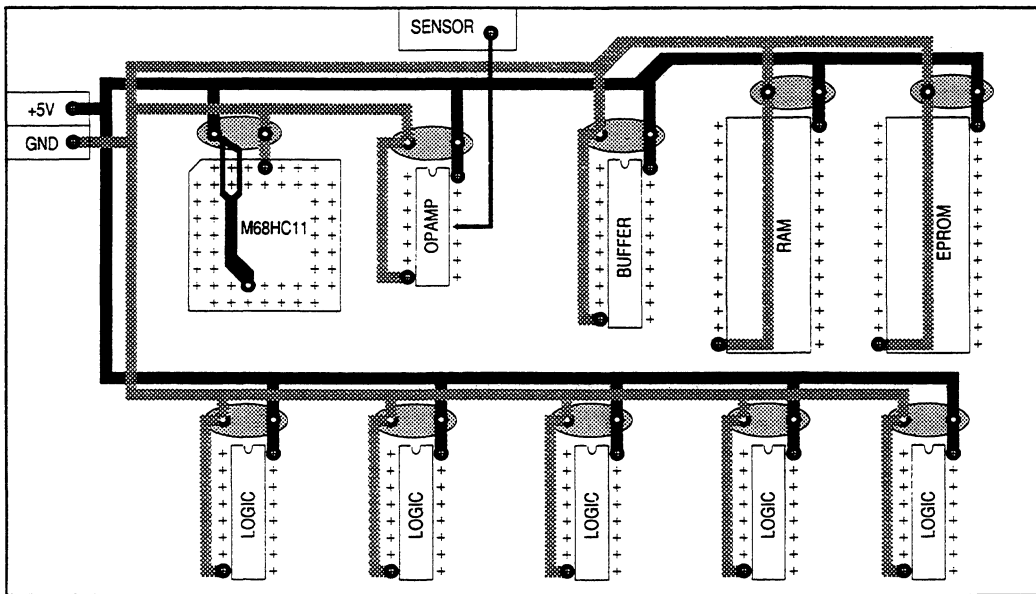 SENSOR
+5V
GND
M68HC11
OPAMP
BUFFER
RAM
EPROM
LOGIC
LOGIC
LOGIC
LOGIC
LOGIC